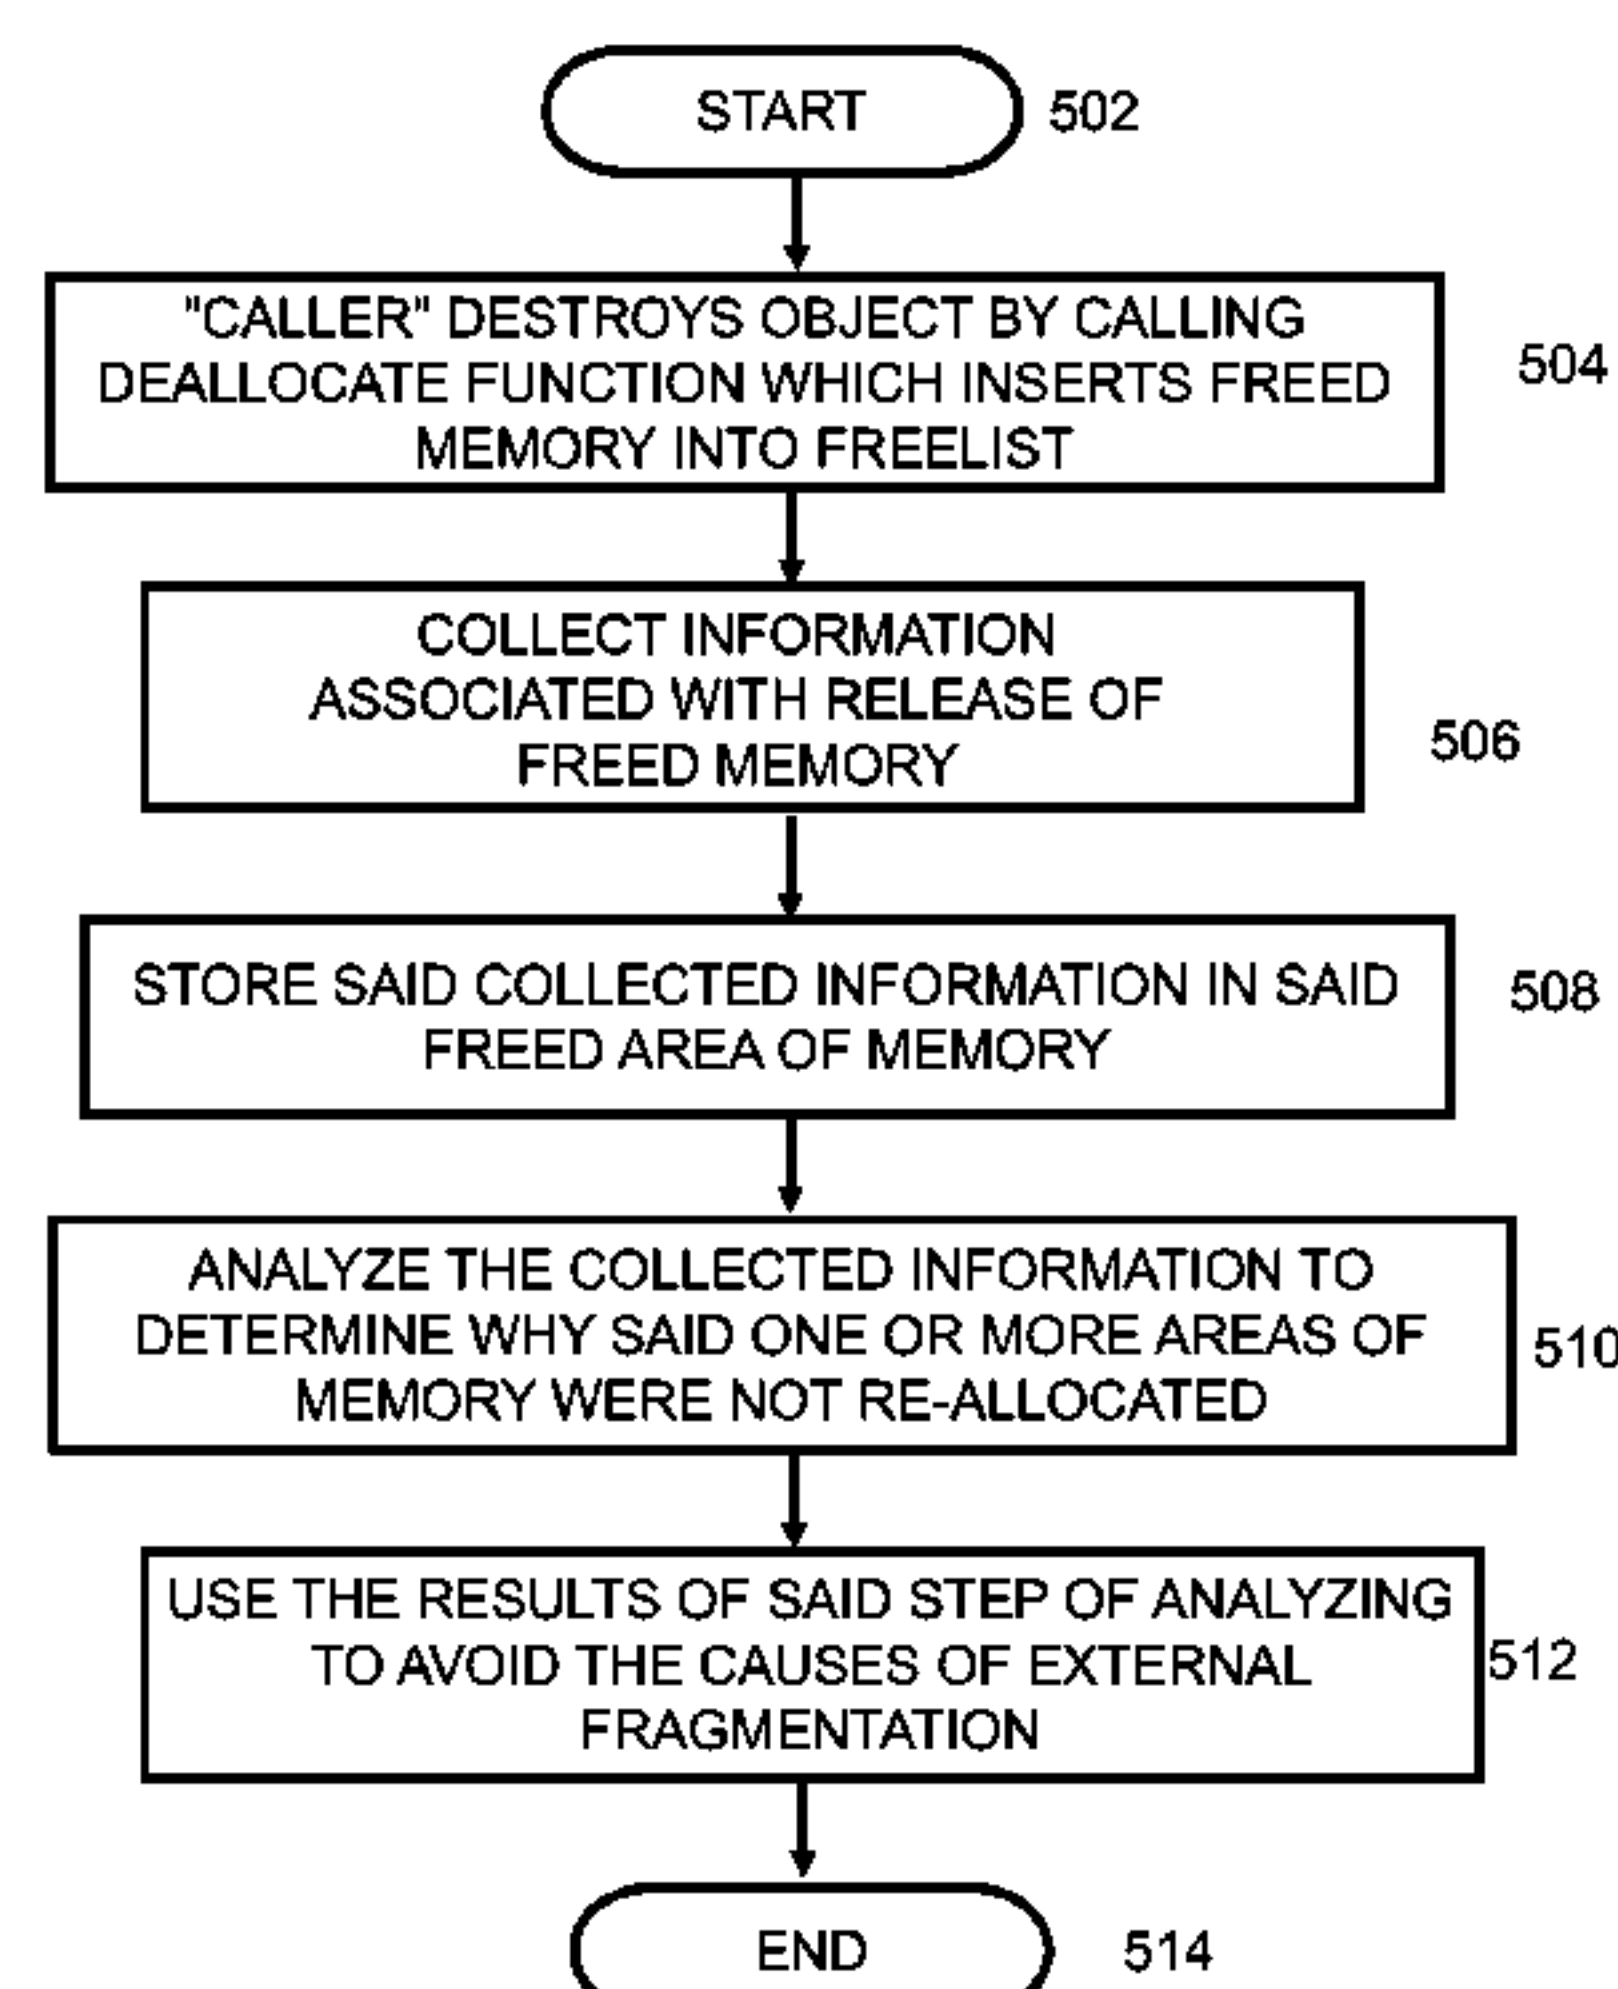 START 502
"CALLER" DESTROYS OBJECT BY CALLING
DEALLOCATE FUNCTION WHICH INSERTS FREED
MEMORY INTO FREELIST
504
COLLECT INFORMATION
ASSOCIATED WITH RELEASE OF
FREED MEMORY
506
STORE SAID COLLECTED INFORMATION IN SAID
FREED AREA OF MEMORY
508
ANALYZE THE COLLECTED INFORMATION TO
DETERMINE WHY SAID ONE OR MORE AREAS OF
MEMORY WERE NOT RE-ALLOCATED
510
USE THE RESULTS OF SAID STEP OF ANALYZING
TO AVOID THE CAUSES OF EXTERNAL
FRAGMENTATION
512
END 514